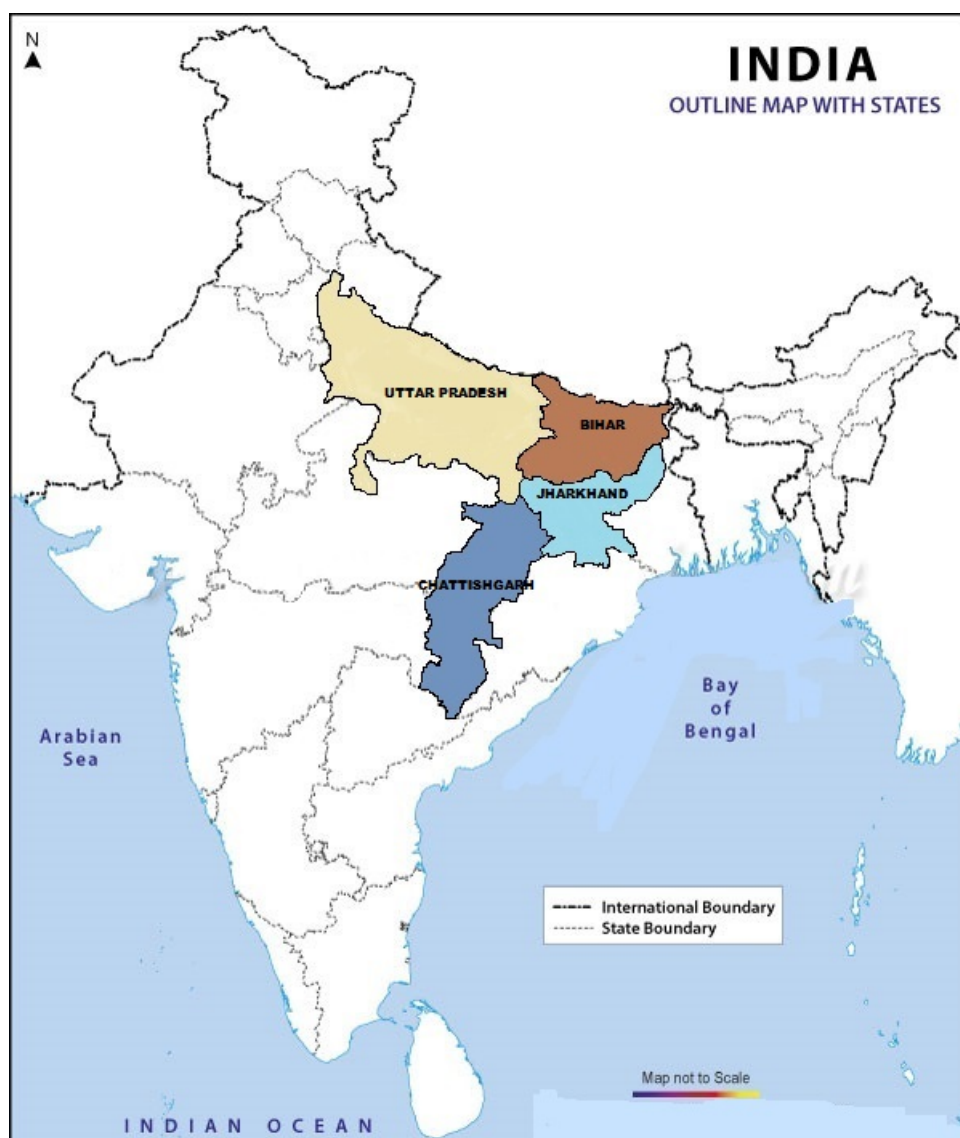 N
INDIA
OUTLINE MAP WITH STATES
UTTAR PRADESH
BIHAR
JHARKHAND
CHATTISHGARH
Bay
of
Bengal
Arabian
Sea
International Boundary
State Boundary
Map not to Scale
INDIAN OCEAN